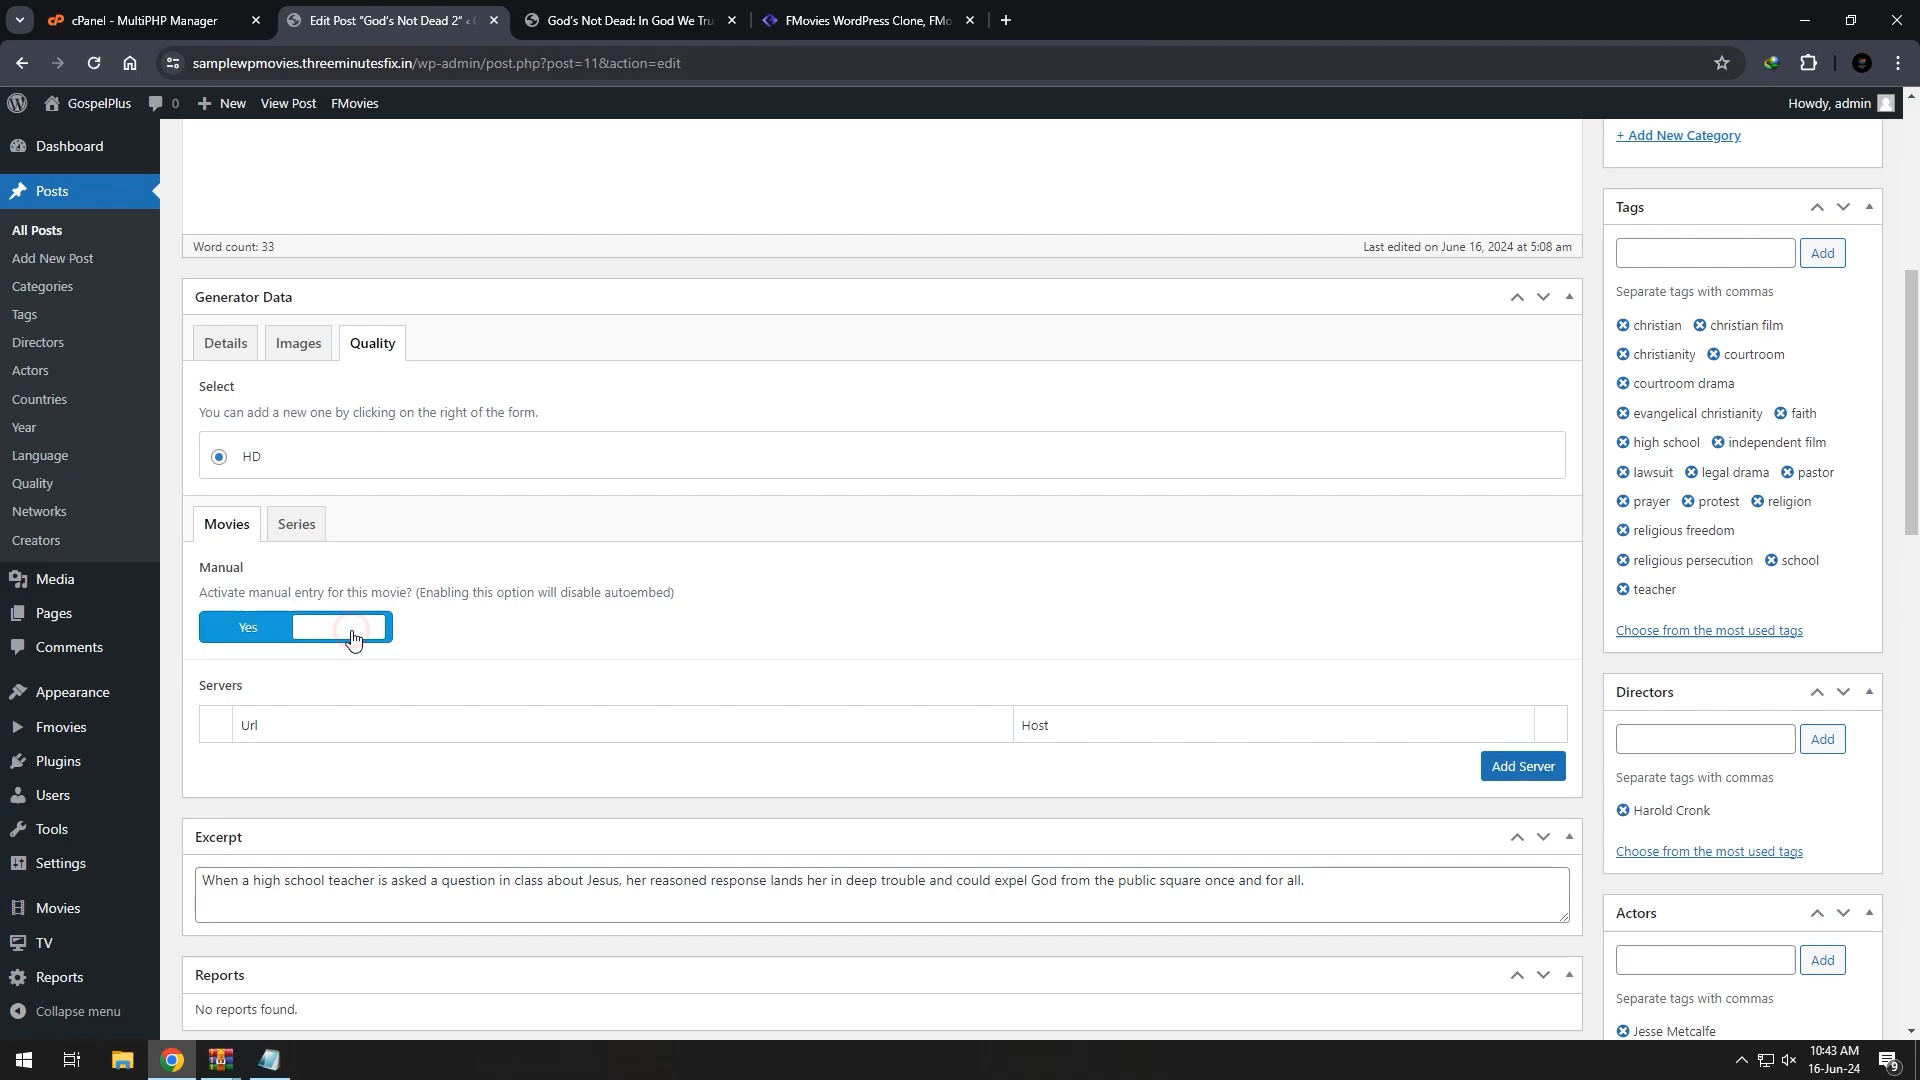 cPanel - MultiPHP Manager
Edit Post "God's Not Dead 2" ‹
God's Not Dead: In God We Tru
FMovies WordPress Clone, FMo
samplewpmovies.threeminutesfix.in/wp-admin/post.php?post=11&action=edit
GospelPlus
0
New
View Post
FMovies
Howdy, admin
Dashboard
Posts
All Posts
Add New Post
Categories
Tags
Directors
Actors
Countries
Year
Language
Quality
Networks
Creators
Media
Pages
Comments
Appearance
Fmovies
Plugins
Users
Tools
Settings
Movies
TV
Reports
Collapse menu
Word count: 33
Last edited on June 16, 2024 at 5:08 am
Generator Data
Details
Images
Quality
Select
You can add a new one by clicking on the right of the form.
HD
Movies
Series
Manual
Activate manual entry for this movie? (Enabling this option will disable autoembed)
Yes
Servers
Url
Host
Add Server
Excerpt
When a high school teacher is asked a question in class about Jesus, her reasoned response lands her in deep trouble and could expel God from the public square once and for all.
Reports
No reports found.
+ Add New Category
Tags
Add
Separate tags with commas
christian christian film
christianity courtroom
courtroom drama
evangelical christianity faith
high school independent film
lawsuit legal drama pastor
prayer protest religion
religious freedom
religious persecution school
teacher
Choose from the most used tags
Directors
Add
Separate tags with commas
Harold Cronk
Choose from the most used tags
Actors
Add
Separate tags with commas
Jesse Metcalfe
10:43 AM
16-Jun-24
9